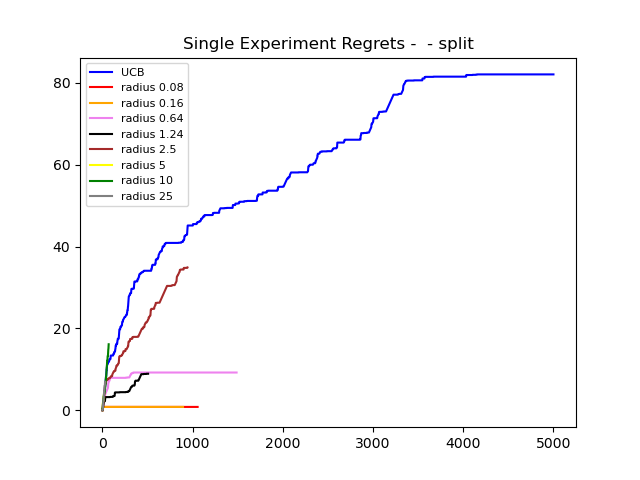 Single Experiment Regrets -  - split
80
60
40
20
0
UCB
radius 0.08
radius 0.16
radius 0.64
radius 1.24
radius 2.5
radius 5
radius 10
radius 25
0 1000 2000 3000 4000 5000